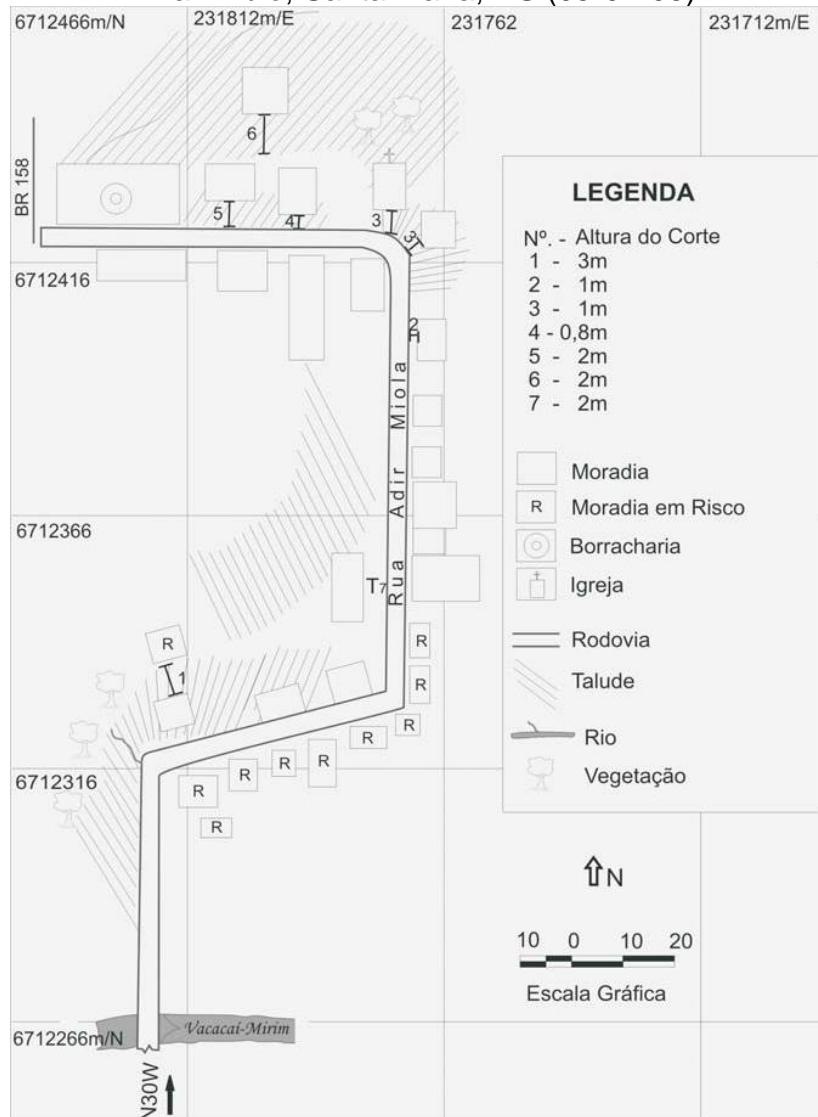 6712466m/N
231812m/E
231762
231712m/E
BR 158
6
5
4
3
3
6712416
2
Rua Adir Miola
6712366
7
R
1
R
R
R
R
R
R
R
R
R
6712316
Vacacaí-Mirim
6712266m/N
N30W
LEGENDA
Nº. - Altura do Corte
1 - 3m
2 - 1m
3 - 1m
4 - 0,8m
5 - 2m
6 - 2m
7 - 2m
Moradia
R Moradia em Risco
Borracharia
Igreja
Rodovia
Talude
Rio
Vegetação
N
10 0 10 20
Escala Gráfica